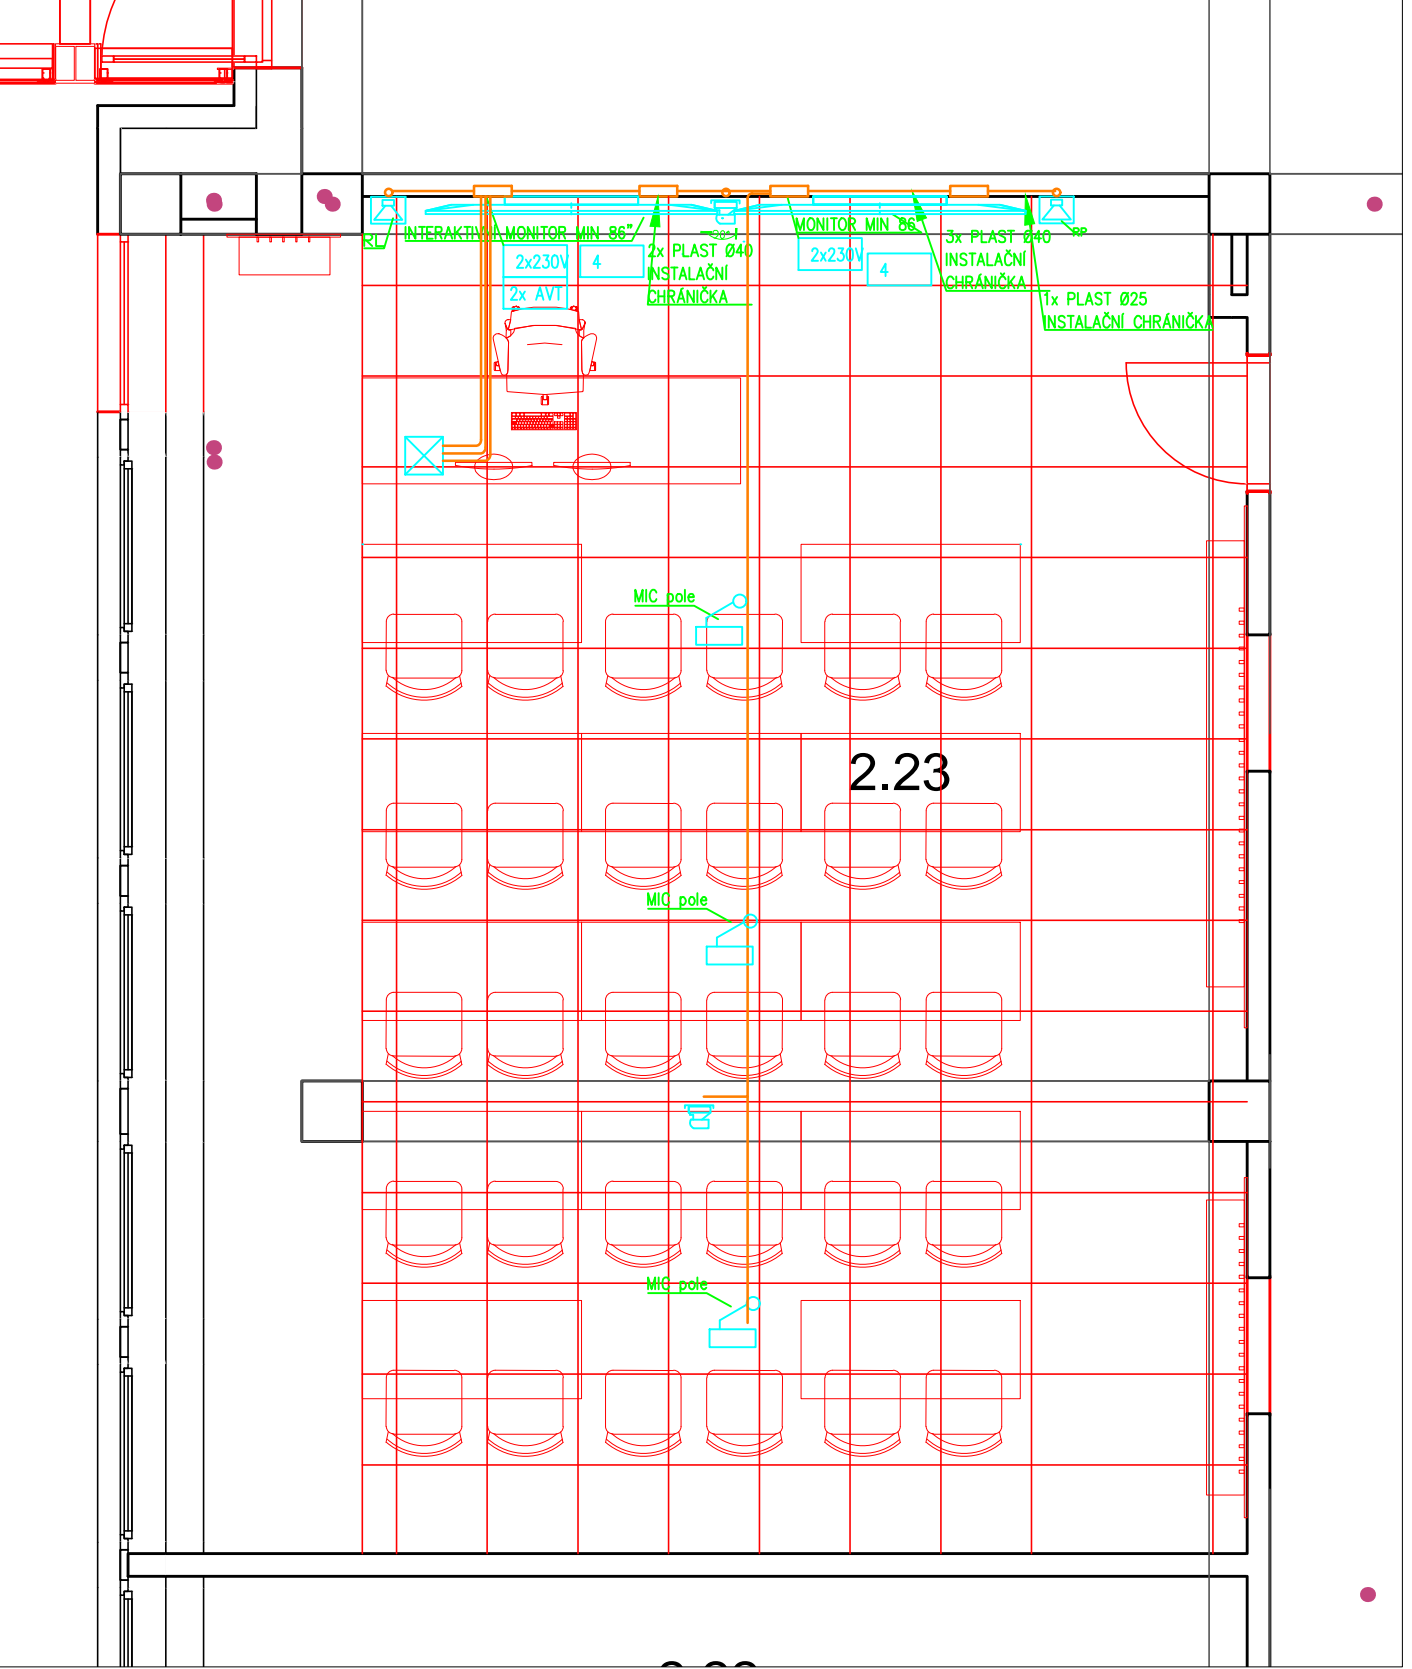 RL
INTERAKTIVNÍ MONITOR MIN 86"
MONITOR MIN 86"
RP
2x PLAST Ø40
INSTALAČNÍ
CHRÁNIČKA
3x PLAST Ø40
INSTALAČNÍ
CHRÁNIČKA
1x PLAST Ø25
INSTALAČNÍ CHRÁNIČKA
2x230V
4
2x AVT
2x230V
4
MIC pole
2.23
MIC pole
MIC pole